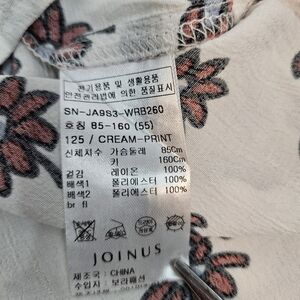 전기용품 및 생활용품
안전관리법에 의한 품질표시
SN-JA9S3-WRB260
호칭 85-160 (55)
125 / CREAM-PRINT
신체치수 가슴둘레 85Cm
키 160Cm
겉감 레이온 100%
배색1 폴리에스터 100%
배색2 폴리에스터 100%
br fl
JOINUS
제조국 : CHINA
수입자 : 보라패션